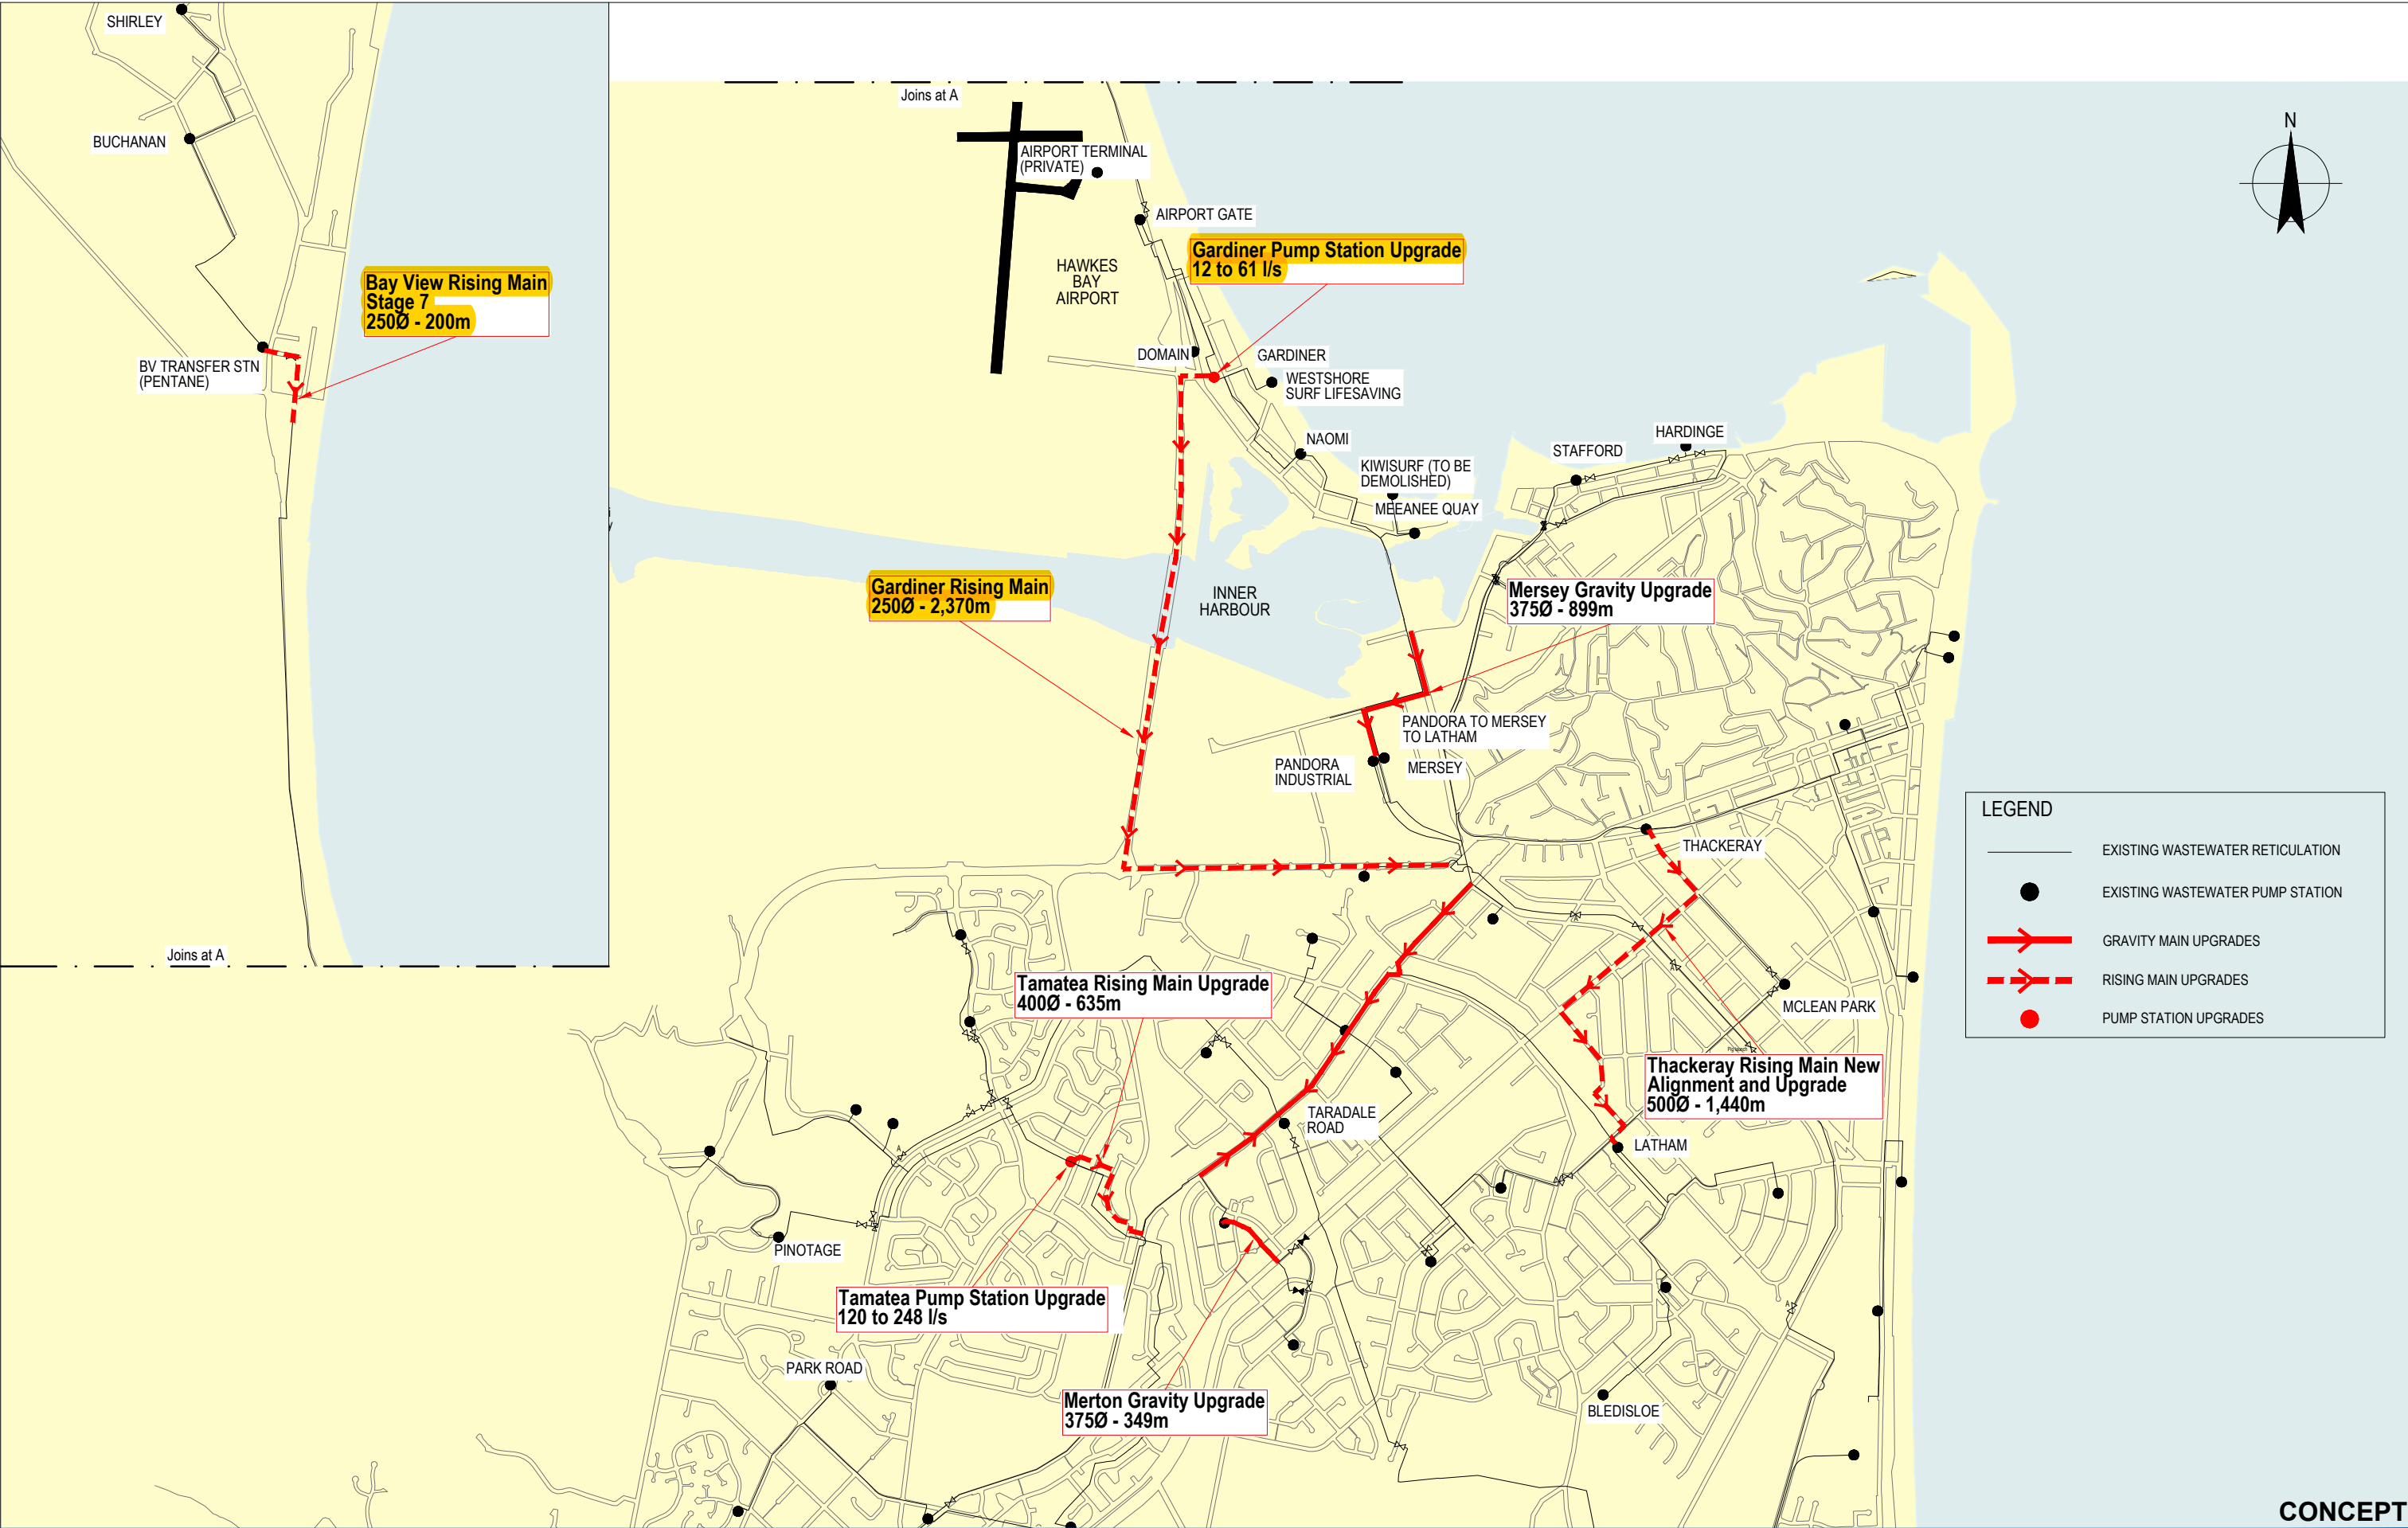 SHIRLEY
BUCHANAN
Bay View Rising Main
Stage 7
250Ø - 200m
BV TRANSFER STN
(PENTANE)
Joins at A
Joins at A
AIRPORT TERMINAL
(PRIVATE)
AIRPORT GATE
HAWKES
BAY
AIRPORT
Gardiner Pump Station Upgrade
12 to 61 l/s
N
DOMAIN
GARDINER
WESTSHORE
SURF LIFESAVING
NAOMI
KIWISURF (TO BE
DEMOLISHED)
MEEANEE QUAY
STAFFORD
HARDINGE
Gardiner Rising Main
250Ø - 2,370m
INNER
HARBOUR
Mersey Gravity Upgrade
375Ø - 899m
PANDORA TO MERSEY
TO LATHAM
PANDORA
INDUSTRIAL
MERSEY
THACKERAY
LEGEND
EXISTING WASTEWATER RETICULATION
EXISTING WASTEWATER PUMP STATION
GRAVITY MAIN UPGRADES
RISING MAIN UPGRADES
PUMP STATION UPGRADES
Tamatea Rising Main Upgrade
400Ø - 635m
MCLEAN PARK
Thackeray Rising Main New
Alignment and Upgrade
500Ø - 1,440m
TARADALE
ROAD
LATHAM
PINOTAGE
Tamatea Pump Station Upgrade
120 to 248 l/s
PARK ROAD
Merton Gravity Upgrade
375Ø - 349m
BLEDISLOE
A
A
A
A
A
CONCEPT